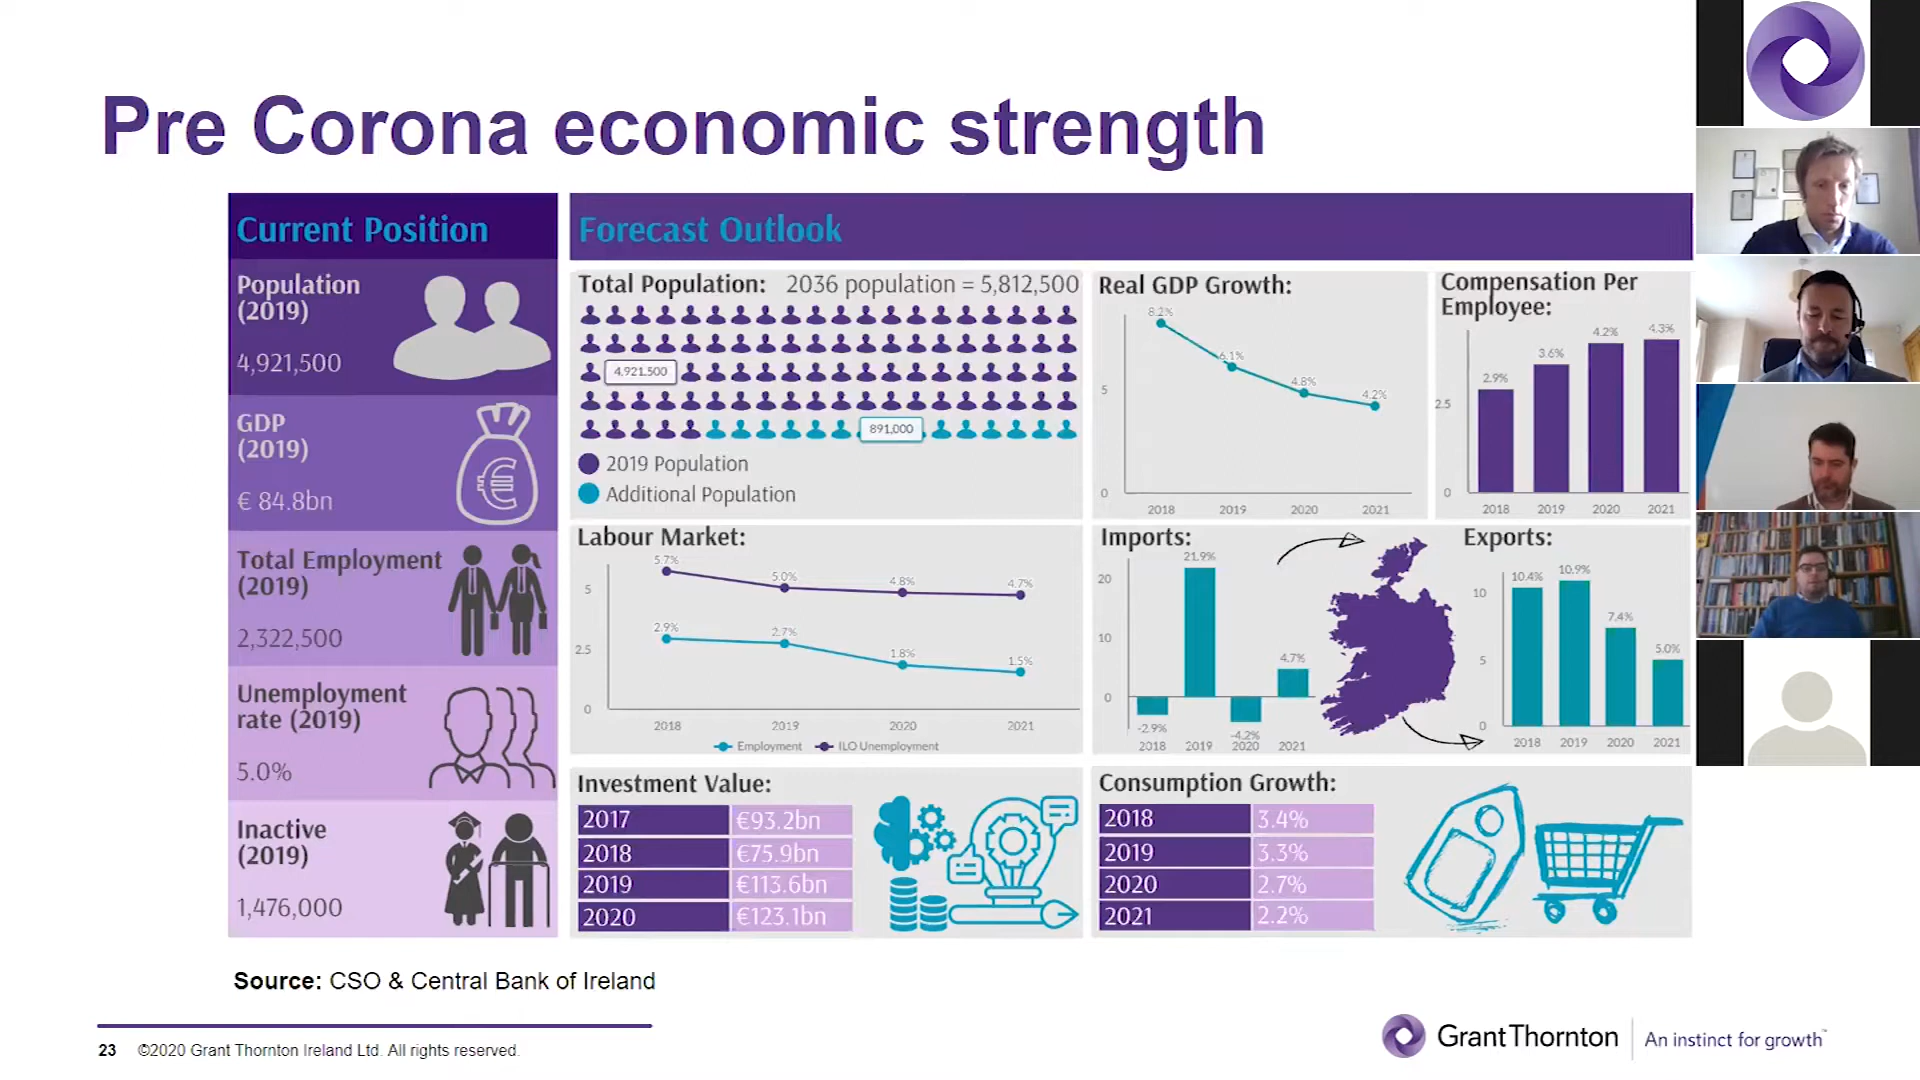 Pre Corona economic strength
Current Position
Population
(2019)
4,921,500
GDP
(2019)
€ 84.8bn
Total Employment
(2019)
2,322,500
Unemployment
rate (2019)
5.0%
Inactive
(2019)
1,476,000
Forecast Outlook
Total Population: 2036 population = 5,812,500
4,921,500
891,000
2019 Population
Additional Population
Real GDP Growth:
8.2%
6.1%
4.8%
4.2%
5
0
2018 2019 2020 2021
Compensation Per
Employee:
2.9%
3.6%
4.2%
4.3%
2.5
0
2018 2019 2020 2021
Labour Market:
5.7%
5.0%
4.8%
4.7%
5
2.9%
2.7%
1.8%
1.5%
2.5
0
2018 2019 2020 2021
Employment ILO Unemployment
Imports:
21.9%
20
10
4.7%
0
-2.9%
-4.2%
2018 2019 2020 2021
Exports:
10.4%
10.9%
7.4%
5.0%
10
5
0
2018 2019 2020 2021
Investment Value:
2017 €93.2bn
2018 €75.9bn
2019 €113.6bn
2020 €123.1bn
Consumption Growth:
2018 3.4%
2019 3.3%
2020 2.7%
2021 2.2%
Source: CSO & Central Bank of Ireland
23 ©2020 Grant Thornton Ireland Ltd. All rights reserved.
GrantThornton An instinct for growth™